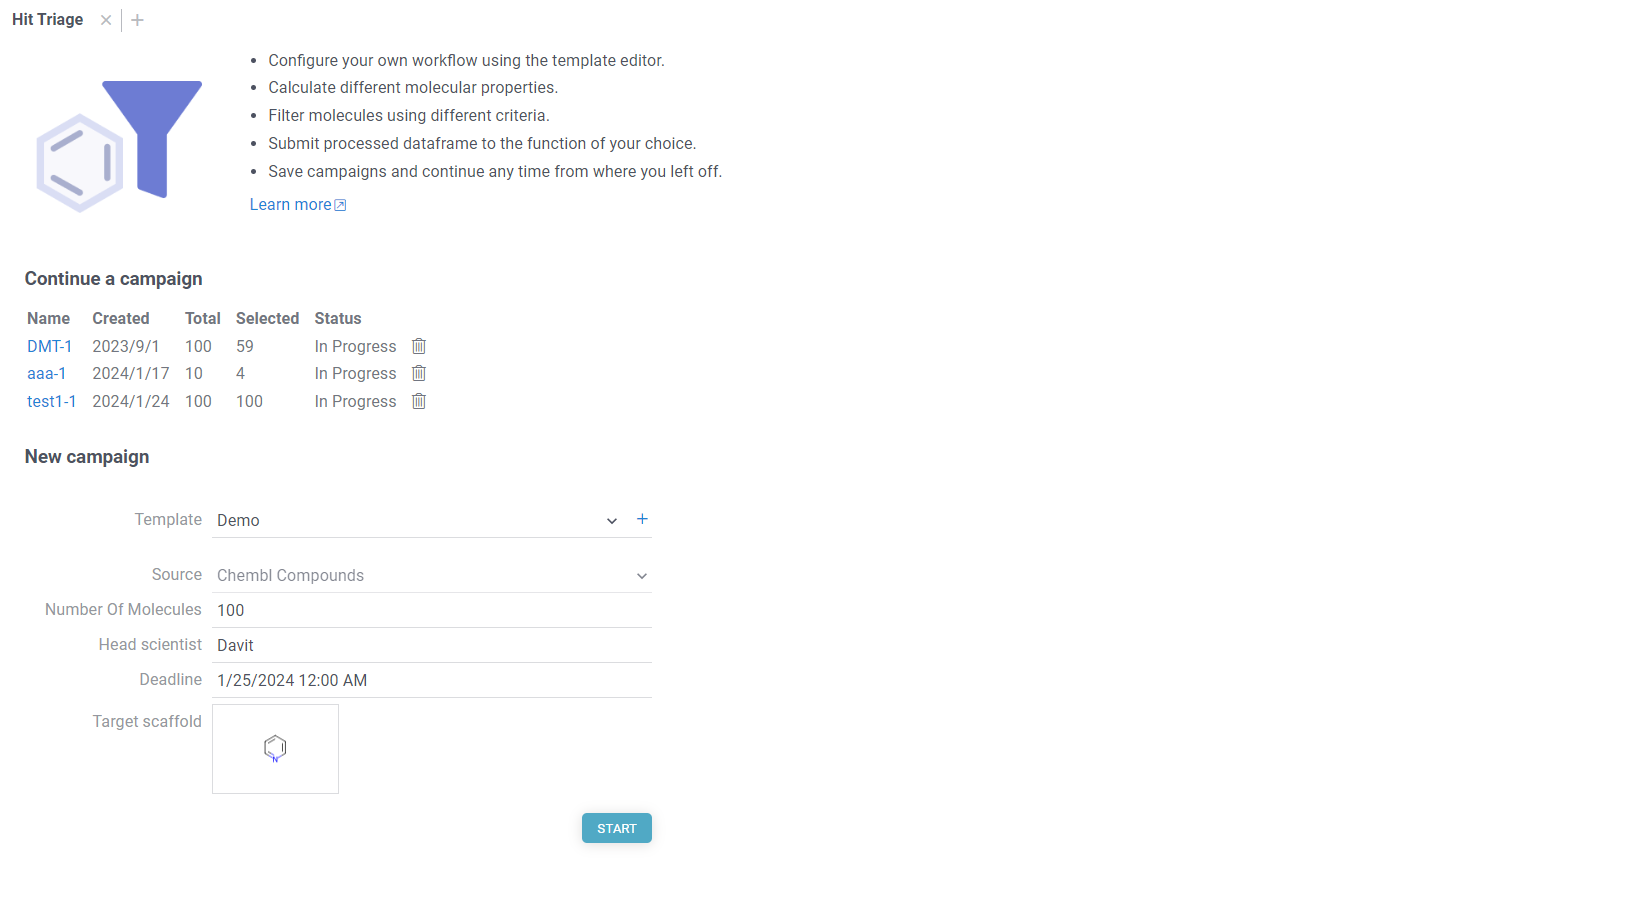 Hit Triage
Configure your own workflow using the template editor.
Calculate different molecular properties.
Filter molecules using different criteria.
Submit processed dataframe to the function of your choice.
Save campaigns and continue any time from where you left off.
Learn more
Continue a campaign
Name Created Total Selected Status
DMT-1 2023/9/1 100 59 In Progress
aaa-1 2024/1/17 10 4 In Progress
test1-1 2024/1/24 100 100 In Progress
New campaign
Template Demo
Source Chembl Compounds
Number Of Molecules 100
Head scientist Davit
Deadline 1/25/2024 12:00 AM
Target scaffold
N
START